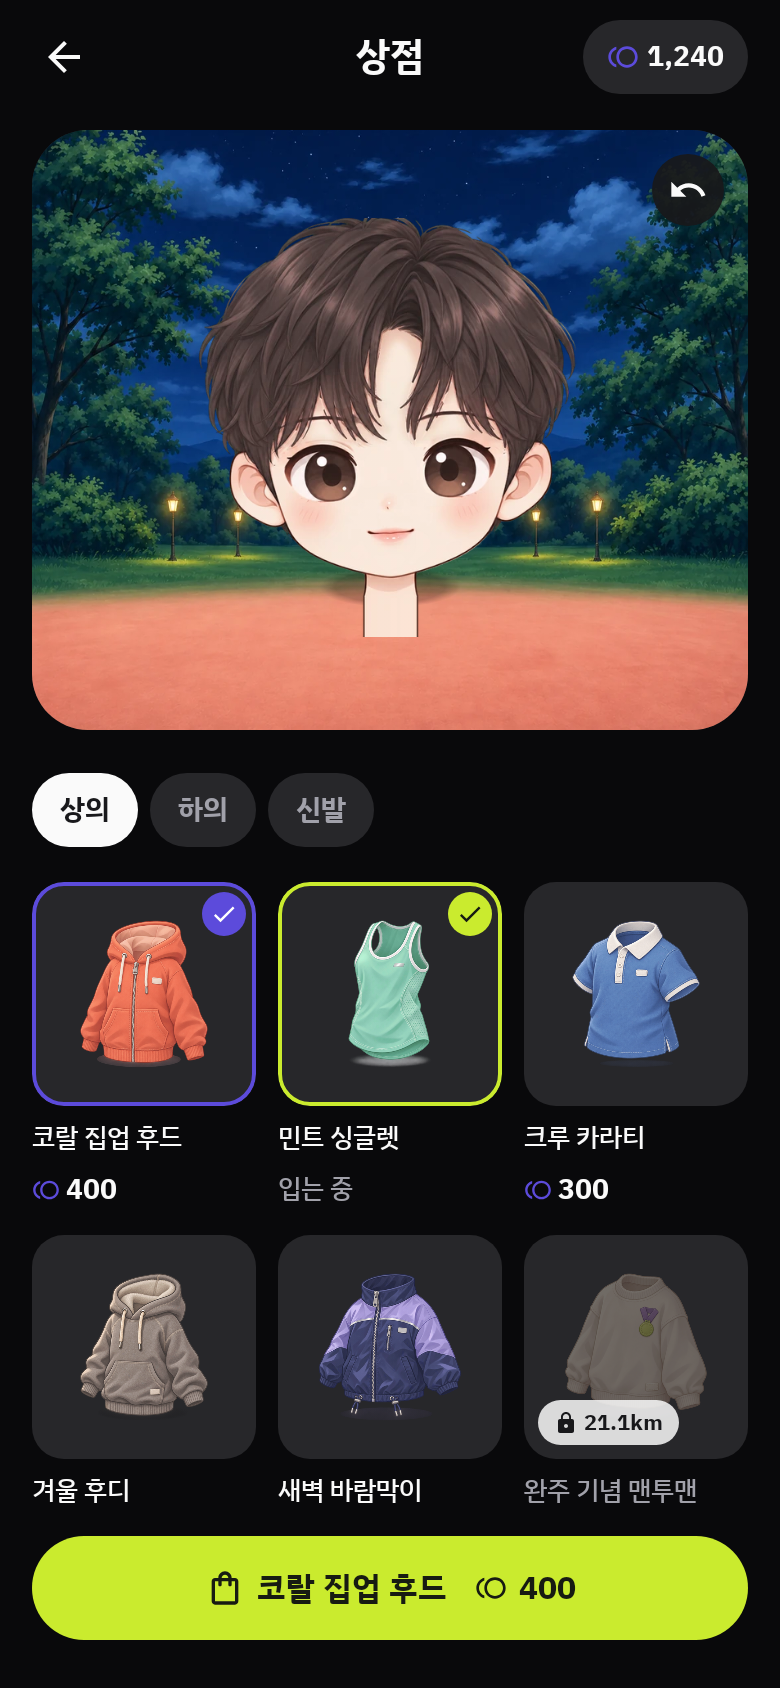 상점
1,240
상의
하의
신발
코랄 집업 후드
민트 싱글렛
크루 카라티
400
입는 중
300
21.1km
겨울 후디
새벽 바람막이
완주 기념 맨투맨
코랄 집업 후드 400